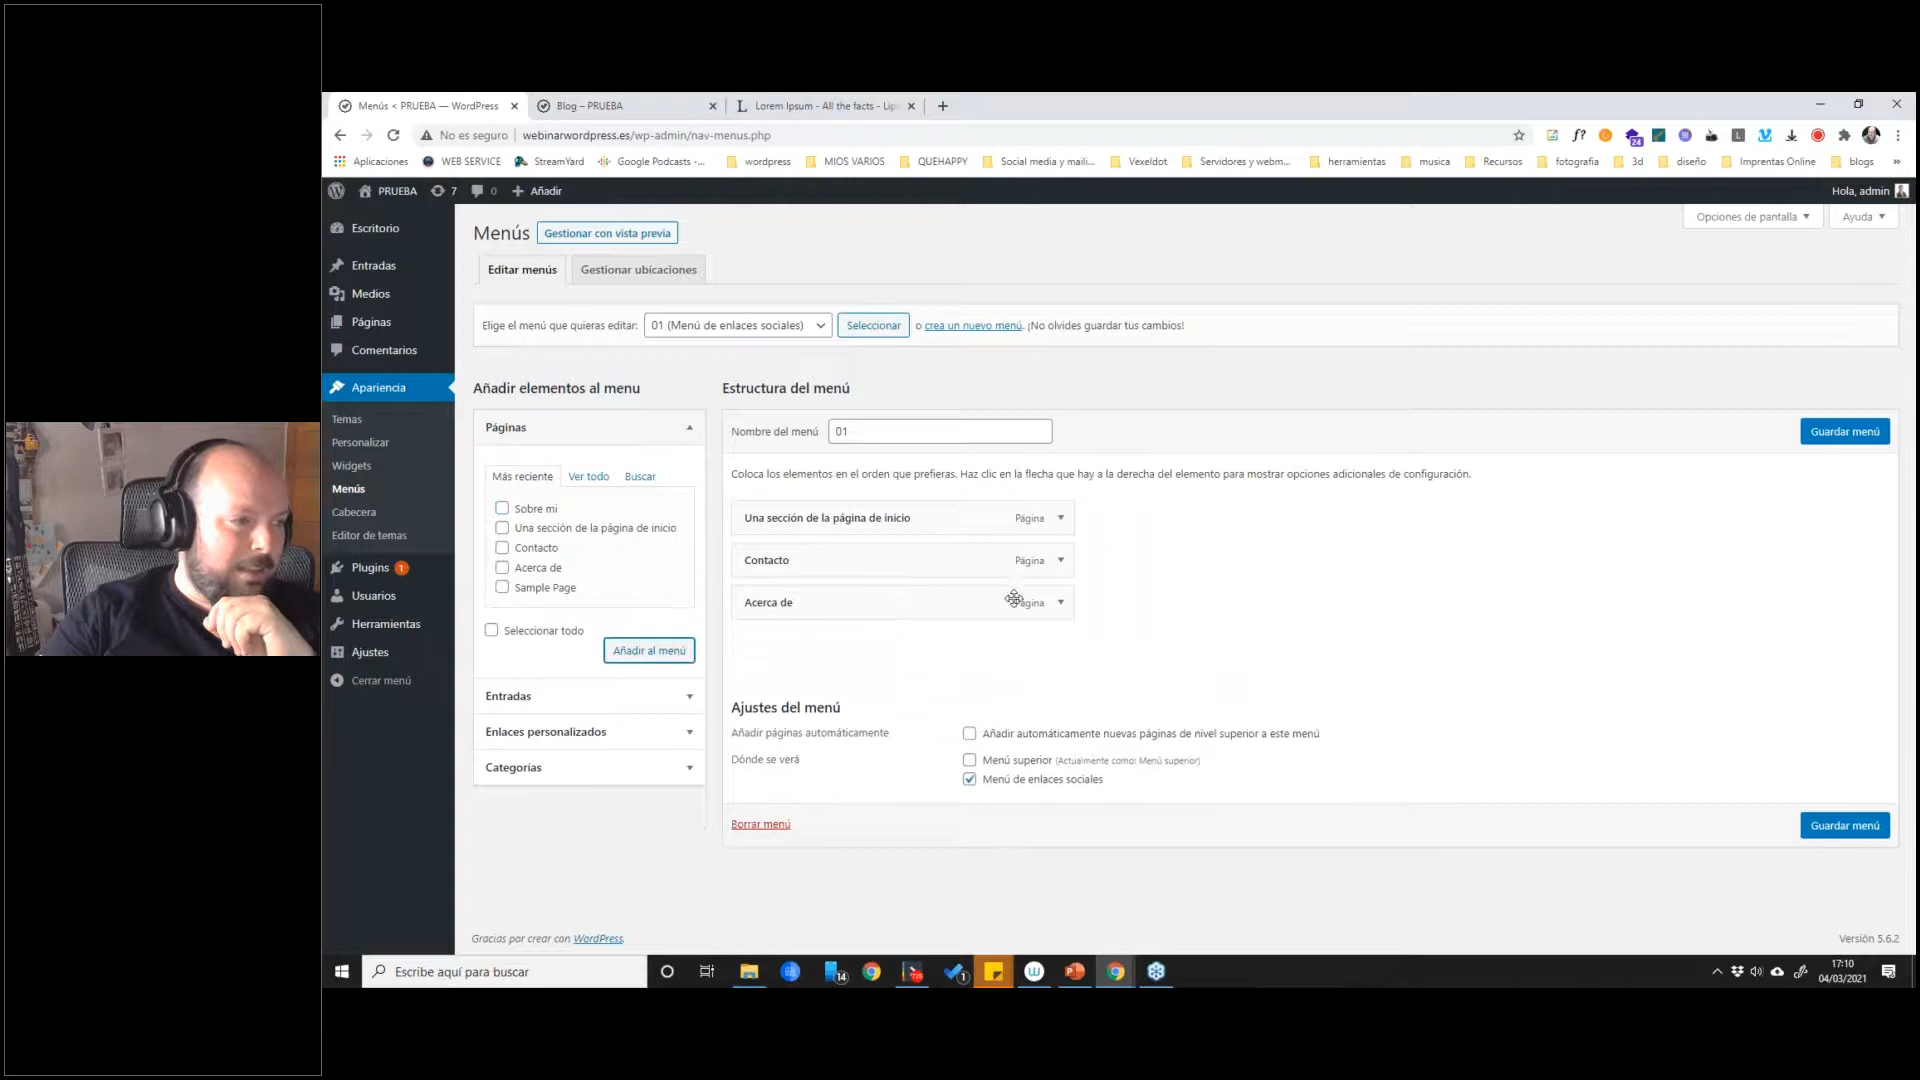 Menús < PRUEBA — WordPress
Blog – PRUEBA
Lorem Ipsum - All the facts - Lip
No es seguro
webinarwordpress.es/wp-admin/nav-menus.php
24
Aplicaciones
WEB SERVICE
StreamYard
Google Podcasts -...
wordpress
MIOS VARIOS
QUEHAPPY
Social media y maili...
Vexeldot
Servidores y webm...
herramientas
musica
Recursos
fotografia
3d
diseño
Imprentas Online
blogs
PRUEBA
7
0
Añadir
Hola, admin
Escritorio
Entradas
Medios
Páginas
Comentarios
Apariencia
Temas
Personalizar
Widgets
Menús
Cabecera
Editor de temas
Plugins 1
Usuarios
Herramientas
Ajustes
Cerrar menú
Menús
Gestionar con vista previa
Opciones de pantalla
Ayuda
Editar menús
Gestionar ubicaciones
Elige el menú que quieras editar:
01 (Menú de enlaces sociales)
Seleccionar
o crea un nuevo menú. ¡No olvides guardar tus cambios!
Añadir elementos al menu
Páginas
Más reciente
Ver todo
Buscar
Sobre mi
Una sección de la página de inicio
Contacto
Acerca de
Sample Page
Seleccionar todo
Añadir al menú
Entradas
Enlaces personalizados
Categorías
Estructura del menú
Nombre del menú
01
Guardar menú
Coloca los elementos en el orden que prefieras. Haz clic en la flecha que hay a la derecha del elemento para mostrar opciones adicionales de configuración.
Una sección de la página de inicio
Página
Contacto
Página
Acerca de
Ajustes del menú
Añadir páginas automáticamente
Añadir automáticamente nuevas páginas de nivel superior a este menú
Dónde se verá
Menú superior (Actualmente como: Menú superior)
Menú de enlaces sociales
Borrar menú
Guardar menú
Gracias por crear con WordPress.
Versión 5.6.2
Escribe aquí para buscar
14
1
17:10
04/03/2021